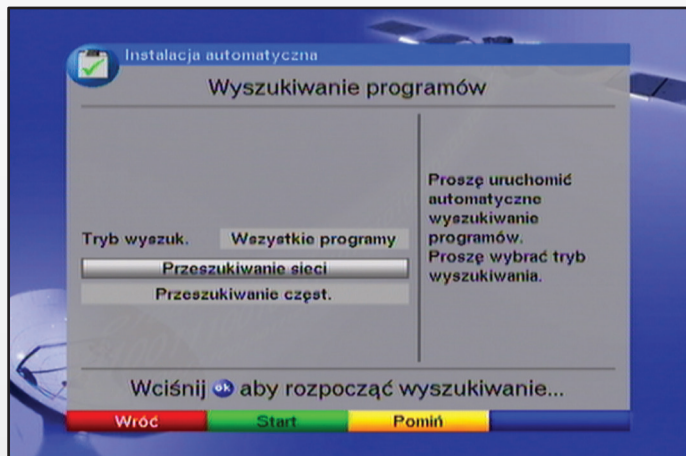 Instalacja automatyczna
Wyszukiwanie programów
Proszę uruchomić
automatyczne
wyszukiwanie
programów.
Proszę wybrać tryb
wyszukiwania.
Tryb wyszuk. Wszystkie programy
Przeszukiwanie sieci
Przeszukiwanie częst.
Wciśnij ok aby rozpocząć wyszukiwanie...
Wróć Start Pomiń